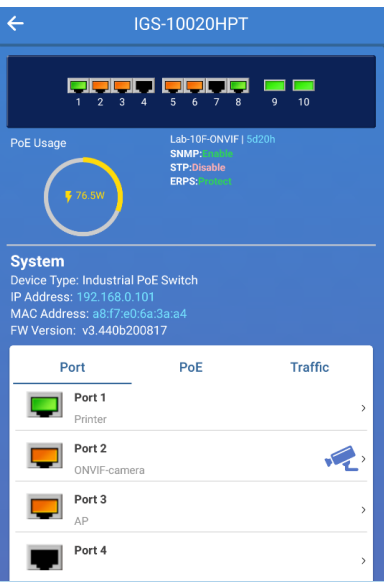 IGS-10020HPT
1 2 3 4 5 6 7 8 9 10
PoE Usage
76.5W
Lab-10F-ONVIF | 5d20h
SNMP:Enable
STP:Disable
ERPS:Protect
System
Device Type: Industrial PoE Switch
IP Address: 192.168.0.101
MAC Address: a8:f7:e0:6a:3a:a4
FW Version: v3.440b200817
Port PoE Traffic
Port 1
Printer
Port 2
ONVIF-camera
Port 3
AP
Port 4